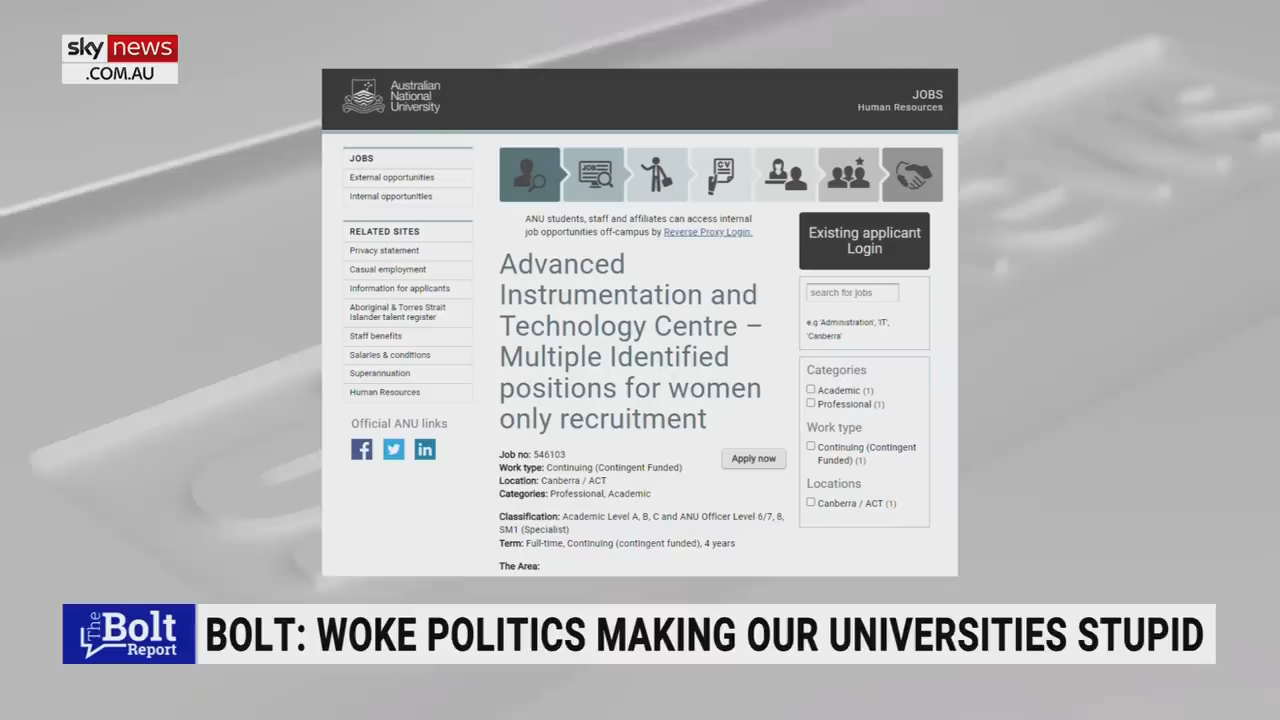 sky news
.COM.AU
Australian
National
University
JOBS
Human Resources
JOBS
External opportunities
Internal opportunities
RELATED SITES
Privacy statement
Casual employment
Information for applicants
Aboriginal & Torres Strait
Islander talent register
Staff benefits
Salaries & conditions
Superannuation
Human Resources
Official ANU links
JOB
CV
ANU students, staff and affiliates can access internal
job opportunities off-campus by Reverse Proxy Login.
Advanced
Instrumentation and
Technology Centre –
Multiple Identified
positions for women
only recruitment
Job no: 546103
Work type: Continuing (Contingent Funded)
Location: Canberra / ACT
Categories: Professional, Academic
Apply now
Classification: Academic Level A, B, C and ANU Officer Level 6/7, 8,
SM1 (Specialist)
Term: Full-time, Continuing (contingent funded), 4 years
The Area:
Existing applicant
Login
search for jobs
e.g 'Administration', 'IT',
'Canberra'
Categories
Academic (1)
Professional (1)
Work type
Continuing (Contingent
Funded) (1)
Locations
Canberra / ACT (1)
The Bolt
Report
BOLT: WOKE POLITICS MAKING OUR UNIVERSITIES STUPID